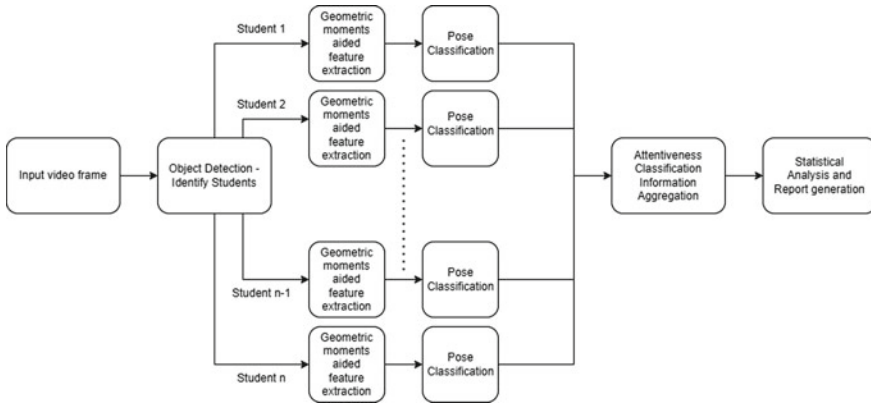 Student 1
Geometric
moments
aided
feature
extraction
Pose
Classification
Student 2
Geometric
moments
aided
feature
extraction
Pose
Classification
Input video frame
Object Detection -
Identify Students
Attentiveness
Classification
Information
Aggregation
Statistical
Analysis and
Report generation
Student n-1
Geometric
moments
aided
feature
extraction
Pose
Classification
Student n
Geometric
moments
aided
feature
extraction
Pose
Classification